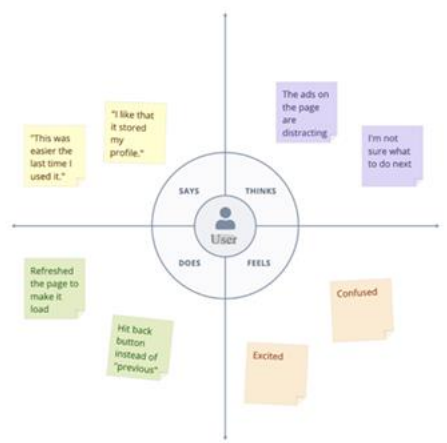 "This was
easier the
last time I
used it."
"I like that
it stored
my
profile."
The ads on
the page
are
distracting
I'm not
sure what
to do next
SAYS
THINKS
User
DOES
FEELS
Refreshed
the page to
make it
load
Hit back
button
instead of
"previous"
Excited
Confused